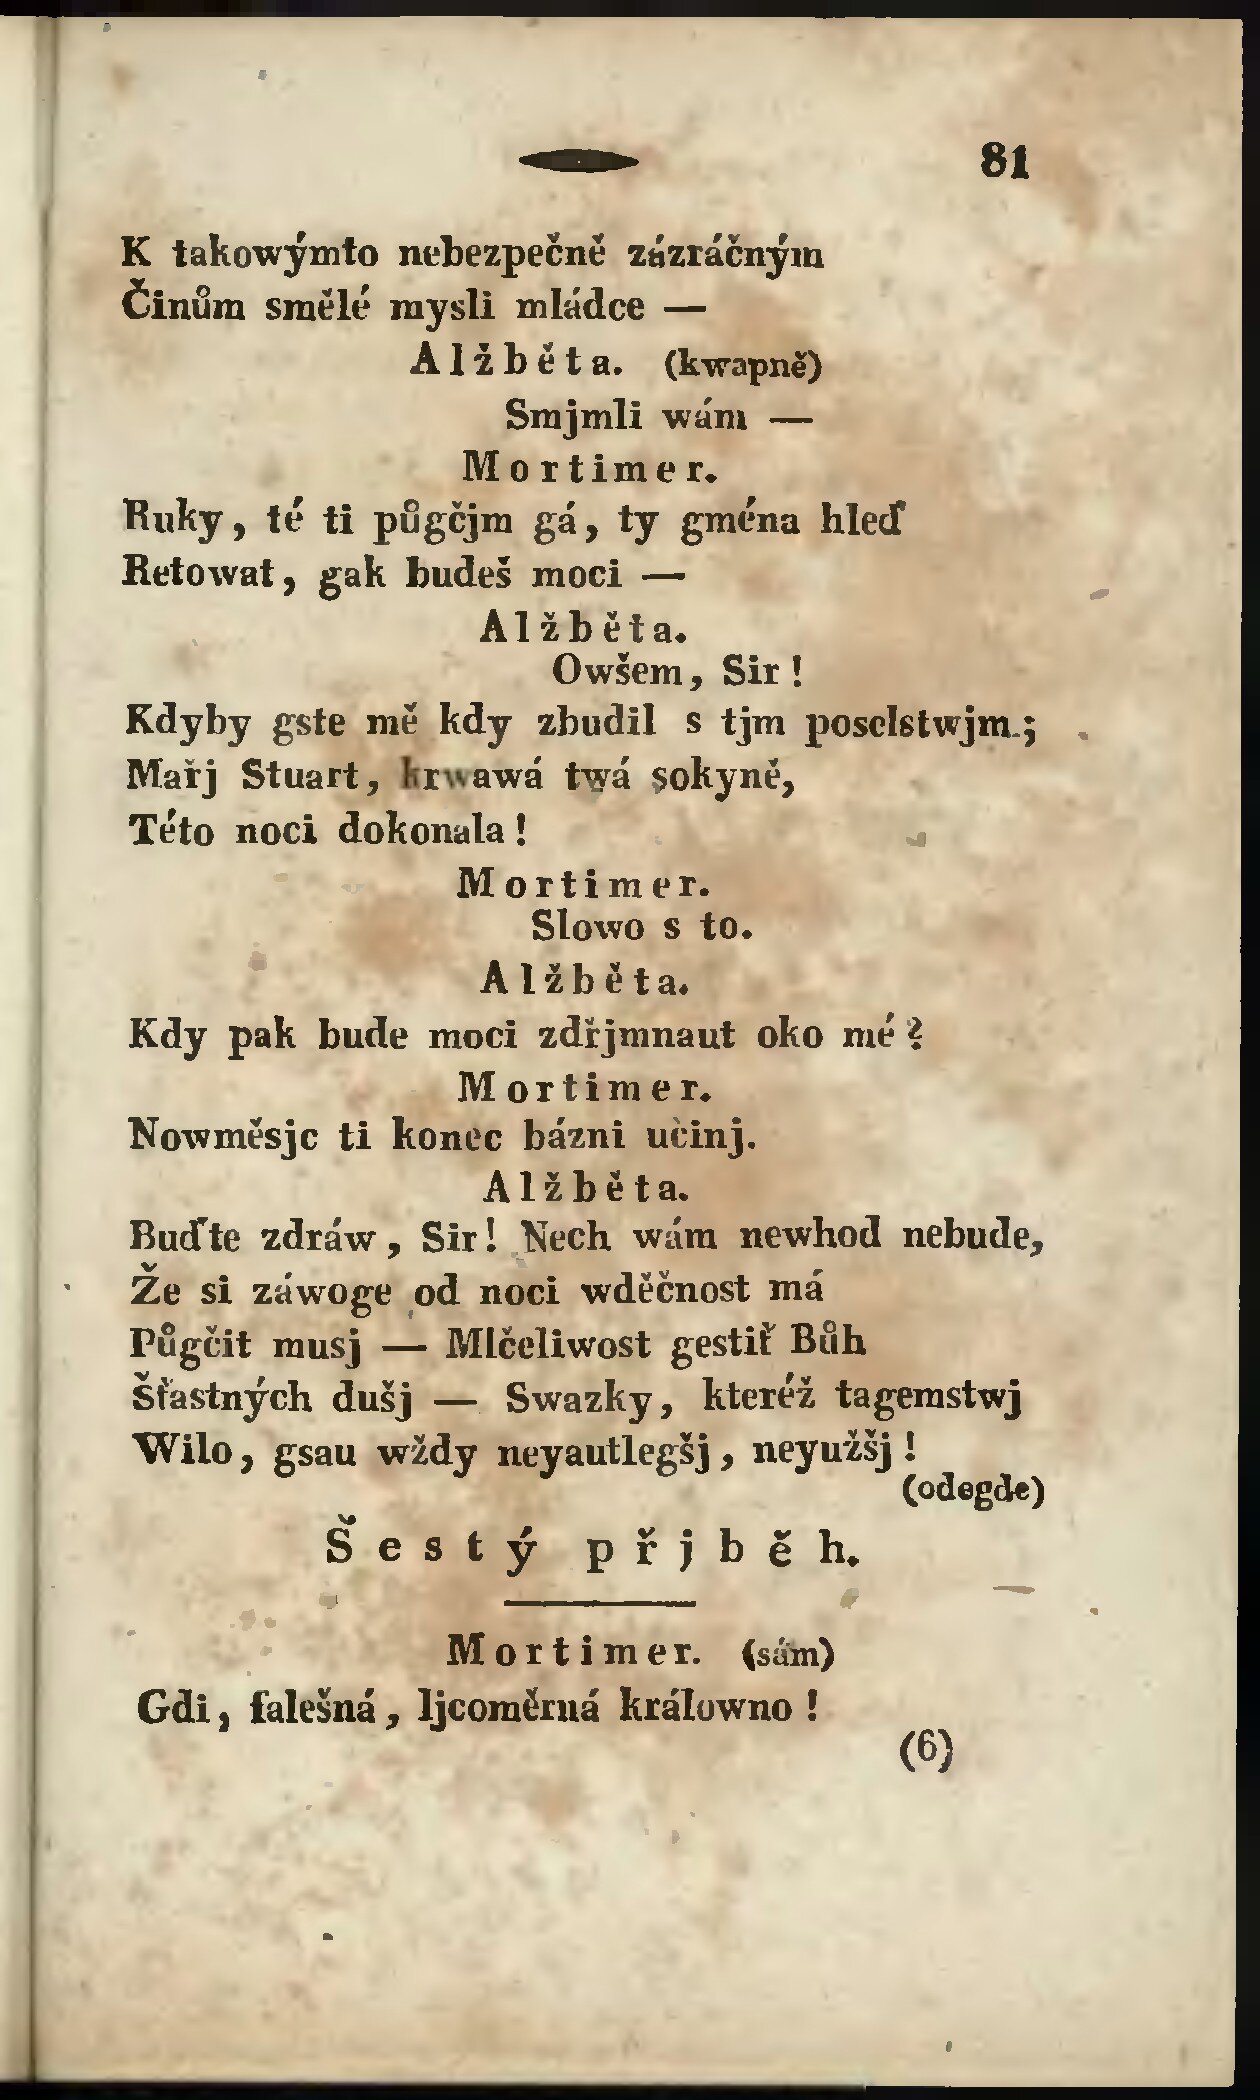 81
K takowýmto nebezpečně zázráčným
Činům smělé mysli mládce —
Alžběta. (kwapně)
Smjmli wám —
Mortimer.
Ruky, té ti půgčjm gá, ty gména hleď
Retowat, gak budeš moci —
Alžběta.
Owšem, Sir!
Kdyby gste mě kdy zbudil s tjm poselstwjm;
Mařj Stuart, krwawá twá sokyně,
Této noci dokonala!
Mortimer.
Slowo s to.
Alžběta.
Kdy pak bude moci zdřjmnaut oko mé?
Mortimer.
Nowměsjc ti konec bázni učinj.
Alžběta.
Buďte zdráw, Sir! Nech wám newhod nebude,
Že si záwoge od noci wděčnost má
Půgčit musj — Mlčeliwost gestiť Bůh
Šťastných dušj — Swazky, kteréž tagemstwj
Wilo, gsau wždy neyautlegšj, neyužšj!
(odegde)
Šestý přjběh.
Mortimer. (sám)
Gdi, falešná, ljcoměrná králowno!
(6)